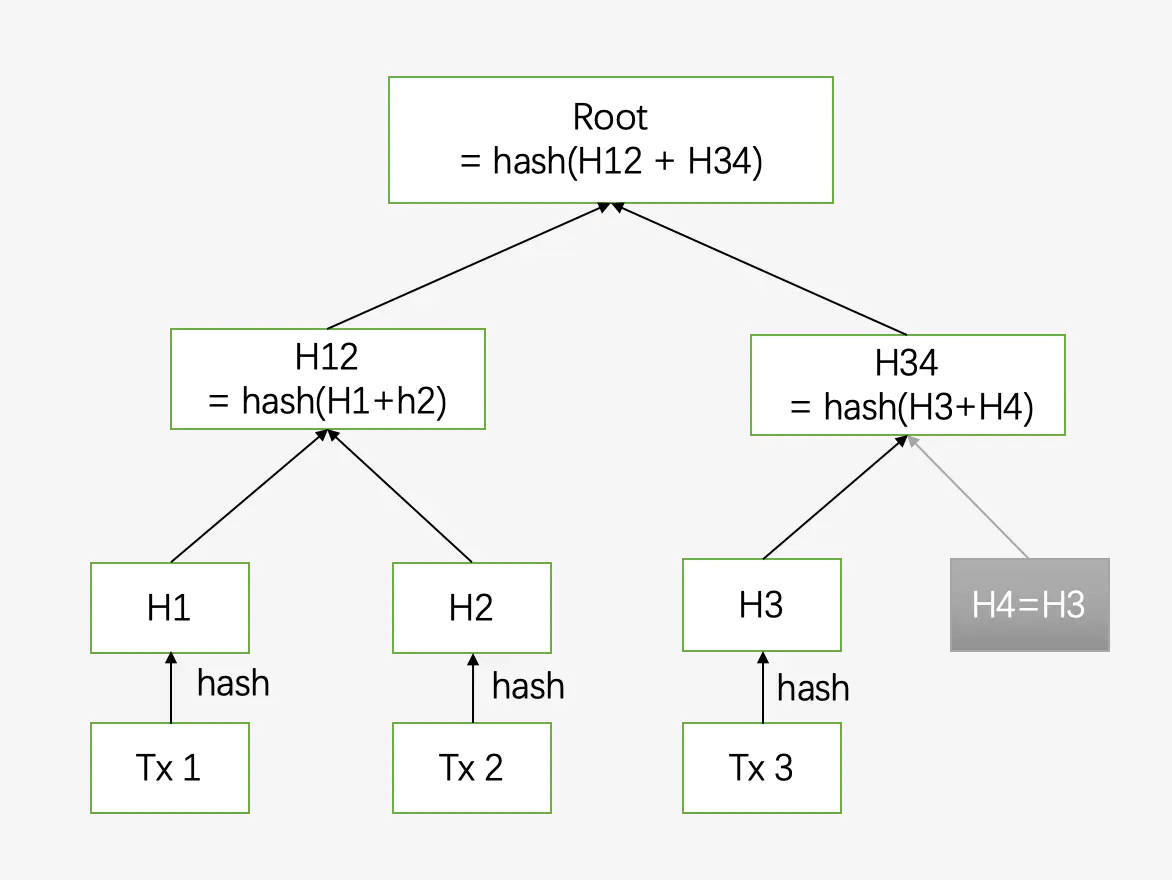 Root
= hash(H12 + H34)
H12
= hash(H1+h2)
H34
= hash(H3+H4)
H1
H2
H3
H4=H3
hash
hash
hash
Tx 1
Tx 2
Tx 3